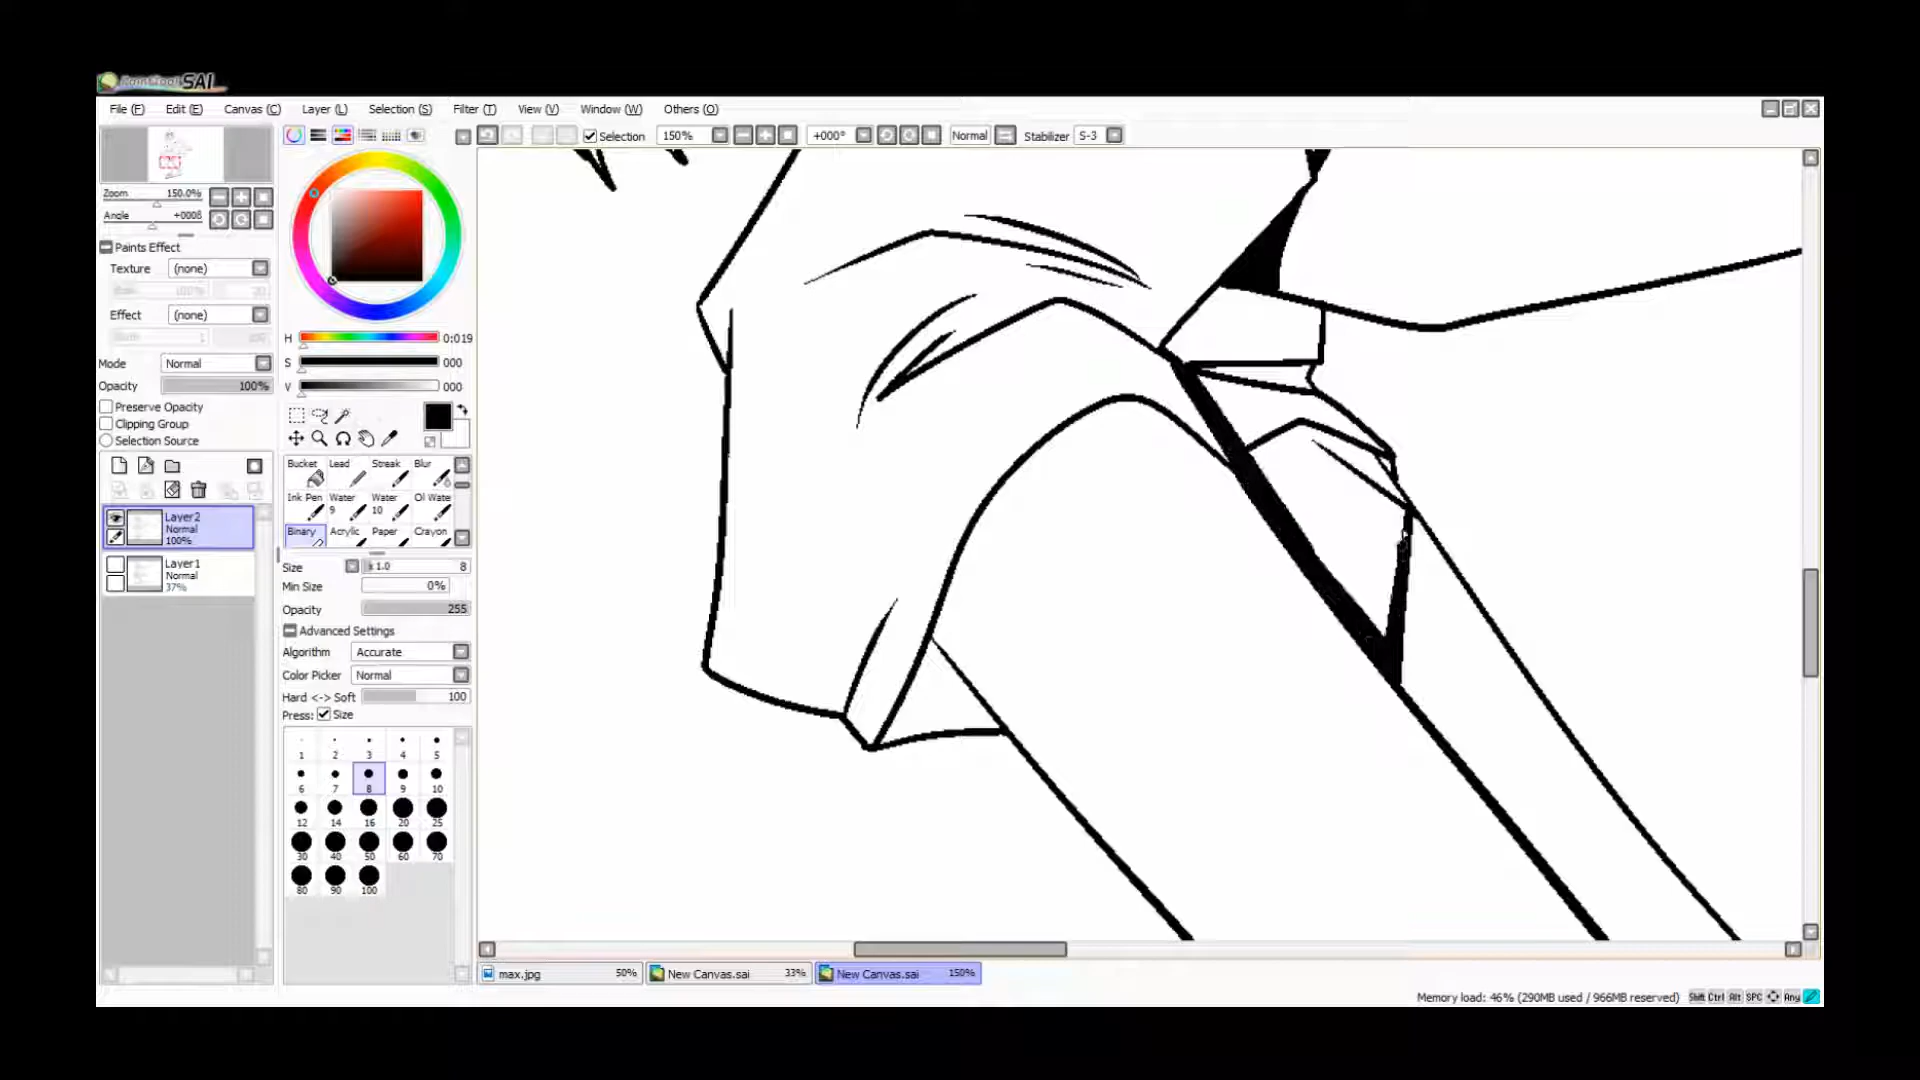 PaintTool SAI
File (F) Edit (E) Canvas (C) Layer (L) Selection (S) Filter (T) View (V) Window (W) Others (O)
Selection 150% +000° Normal Stabilizer S-3
Zoom 150.0%
Angle
Paints Effect
Texture (none)
Effect (none)
Mode Normal
Opacity 100%
Preserve Opacity
Clipping Group
Selection Source
Layer2
Normal
100%
Layer1
Normal
37%
H 0:019
S 000
V 000
Bucket Lead Streak Blur
Ink Pen Water 9 Water 10 Ol Wate
Binary Acrylic Paper Crayon
Size x 1.0 8
Min Size 0%
Opacity 255
Advanced Settings
Algorithm Accurate
Color Picker Normal
Hard <-> Soft 100
Press: Size
1 2 3 4 5
6 7 8 9 10
12 14 16 20 25
30 40 50 60 70
80 90 100
max.jpg 50% New Canvas.sai 33% New Canvas.sai 150%
Memory load: 46% (290MB used / 966MB reserved) Shift Ctrl Alt SPC Any